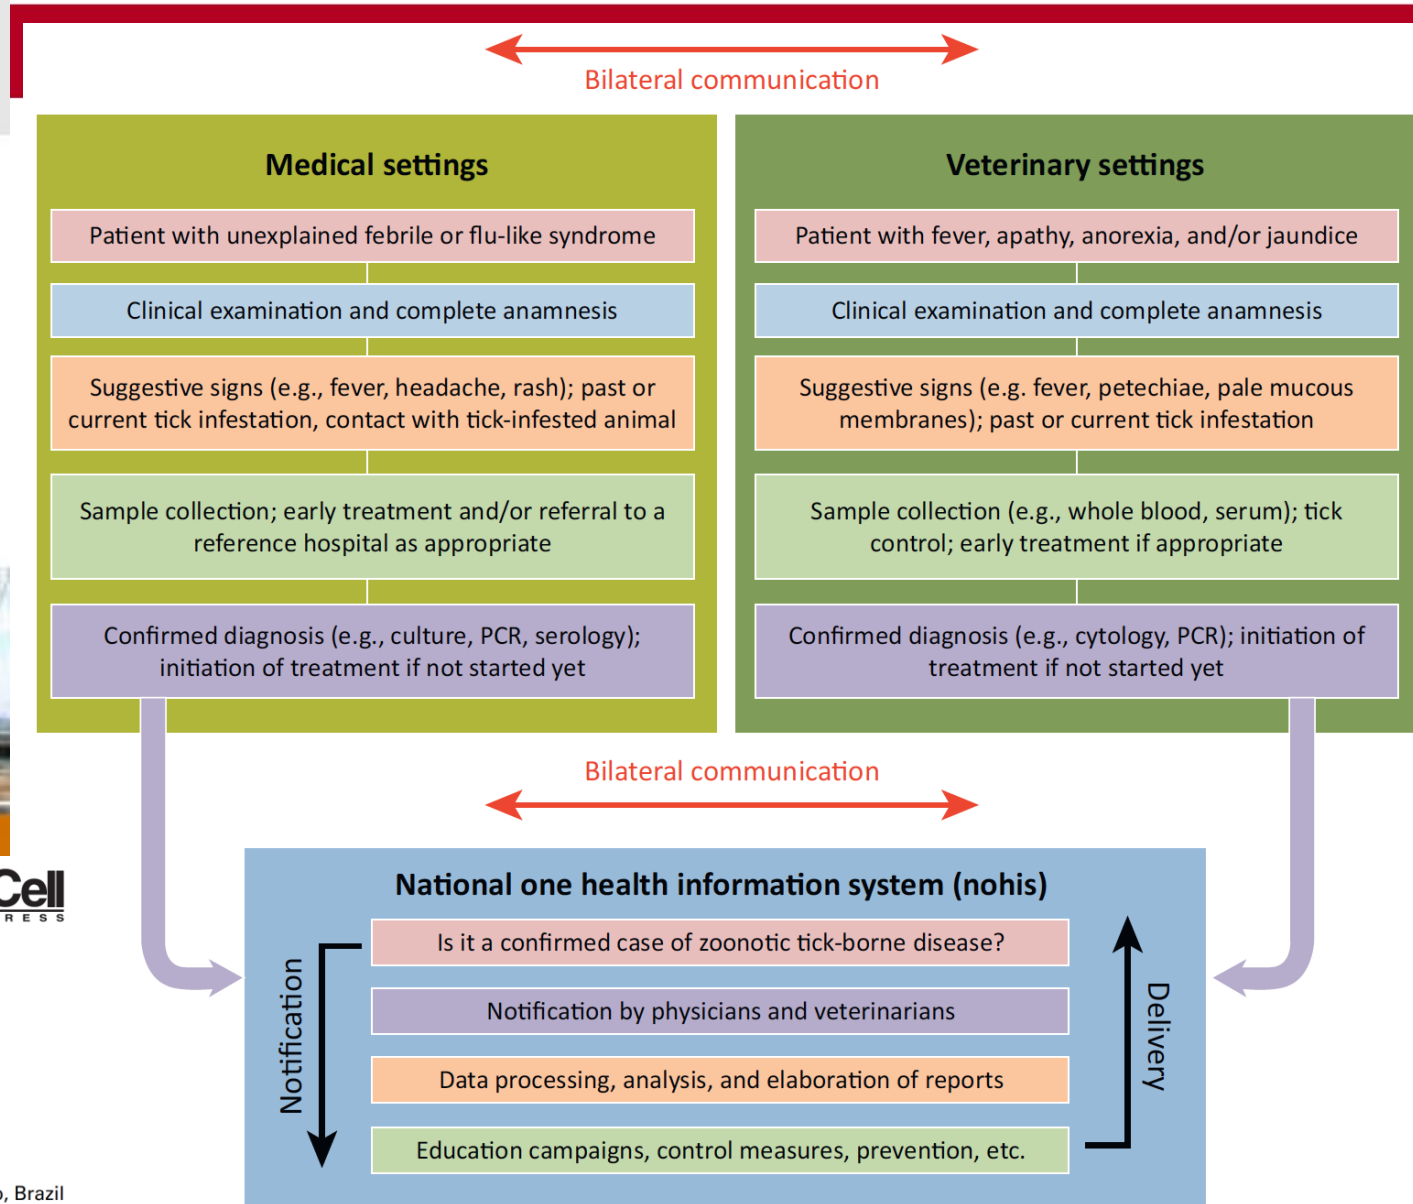 Bilateral communication
Medical settings
Patient with unexplained febrile or flu-like syndrome
Clinical examination and complete anamnesis
Suggestive signs (e.g., fever, headache, rash); past or
current tick infestation, contact with tick-infested animal
Sample collection; early treatment and/or referral to a
reference hospital as appropriate
Confirmed diagnosis (e.g., culture, PCR, serology);
initiation of treatment if not started yet
Veterinary settings
Patient with fever, apathy, anorexia, and/or jaundice
Clinical examination and complete anamnesis
Suggestive signs (e.g. fever, petechiae, pale mucous
membranes); past or current tick infestation
Sample collection (e.g., whole blood, serum); tick
control; early treatment if appropriate
Confirmed diagnosis (e.g., cytology, PCR); initiation of
treatment if not started yet
Bilateral communication
Cell
RESS
National one health information system (nohis)
Notification
Is it a confirmed case of zoonotic tick-borne disease?
Notification by physicians and veterinarians
Data processing, analysis, and elaboration of reports
Education campaigns, control measures, prevention, etc.
Delivery
, Brazil